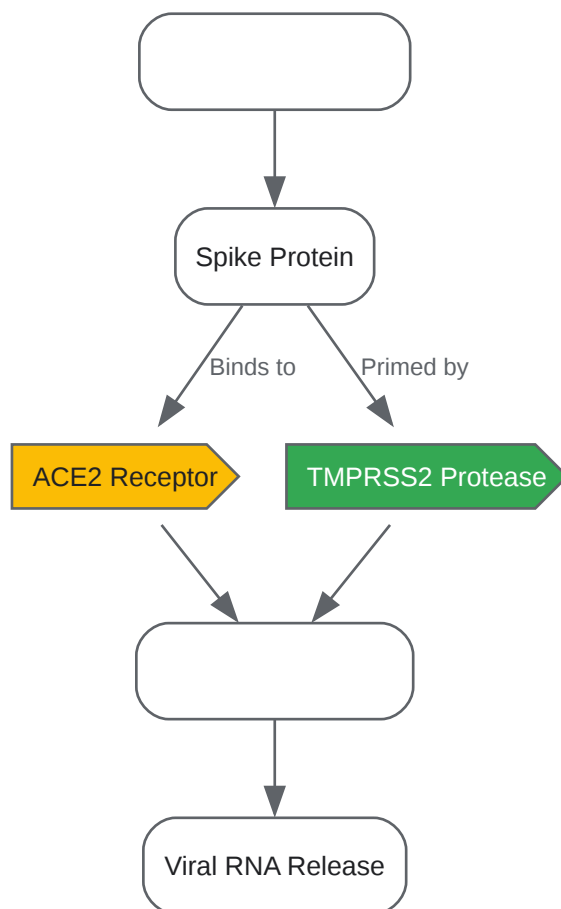 Spike Protein
Binds to
Primed by
ACE2 Receptor
TMPRSS2 Protease
Viral RNA Release